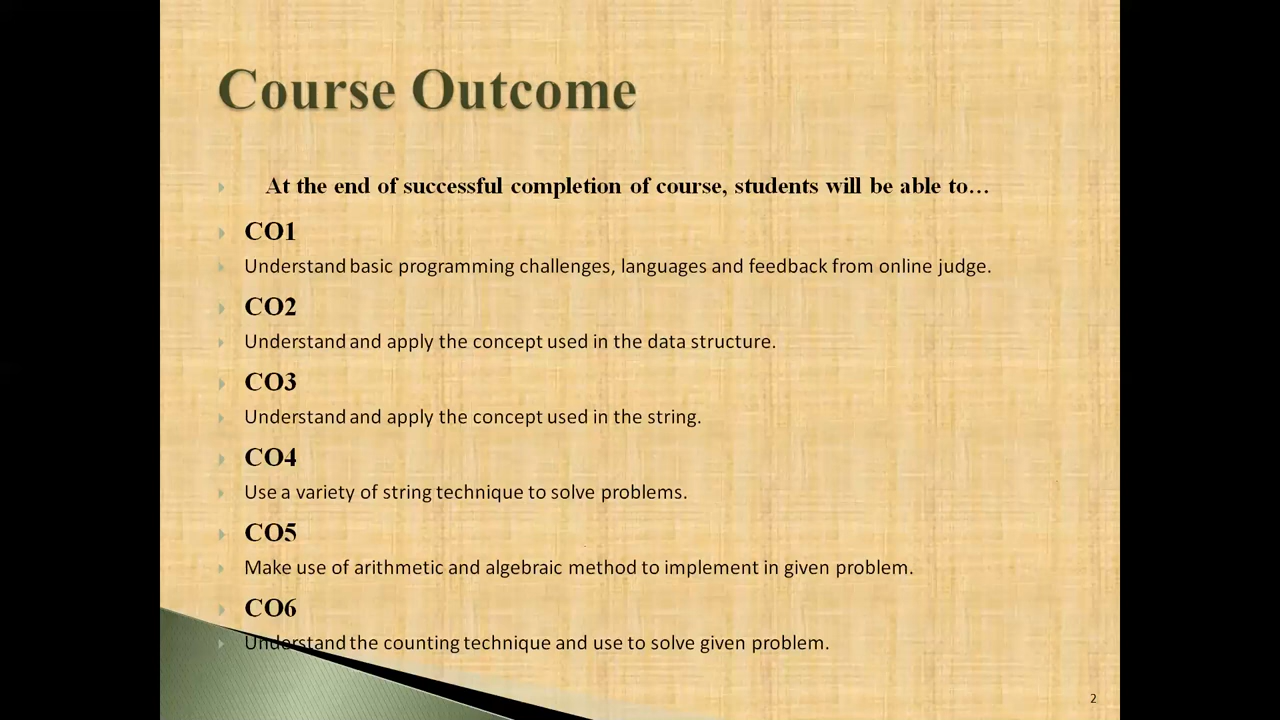 Course Outcome
At the end of successful completion of course, students will be able to…
CO1
Understand basic programming challenges, languages and feedback from online judge.
CO2
Understand and apply the concept used in the data structure.
CO3
Understand and apply the concept used in the string.
CO4
Use a variety of string technique to solve problems.
CO5
Make use of arithmetic and algebraic method to implement in given problem.
CO6
Understand the counting technique and use to solve given problem.
2